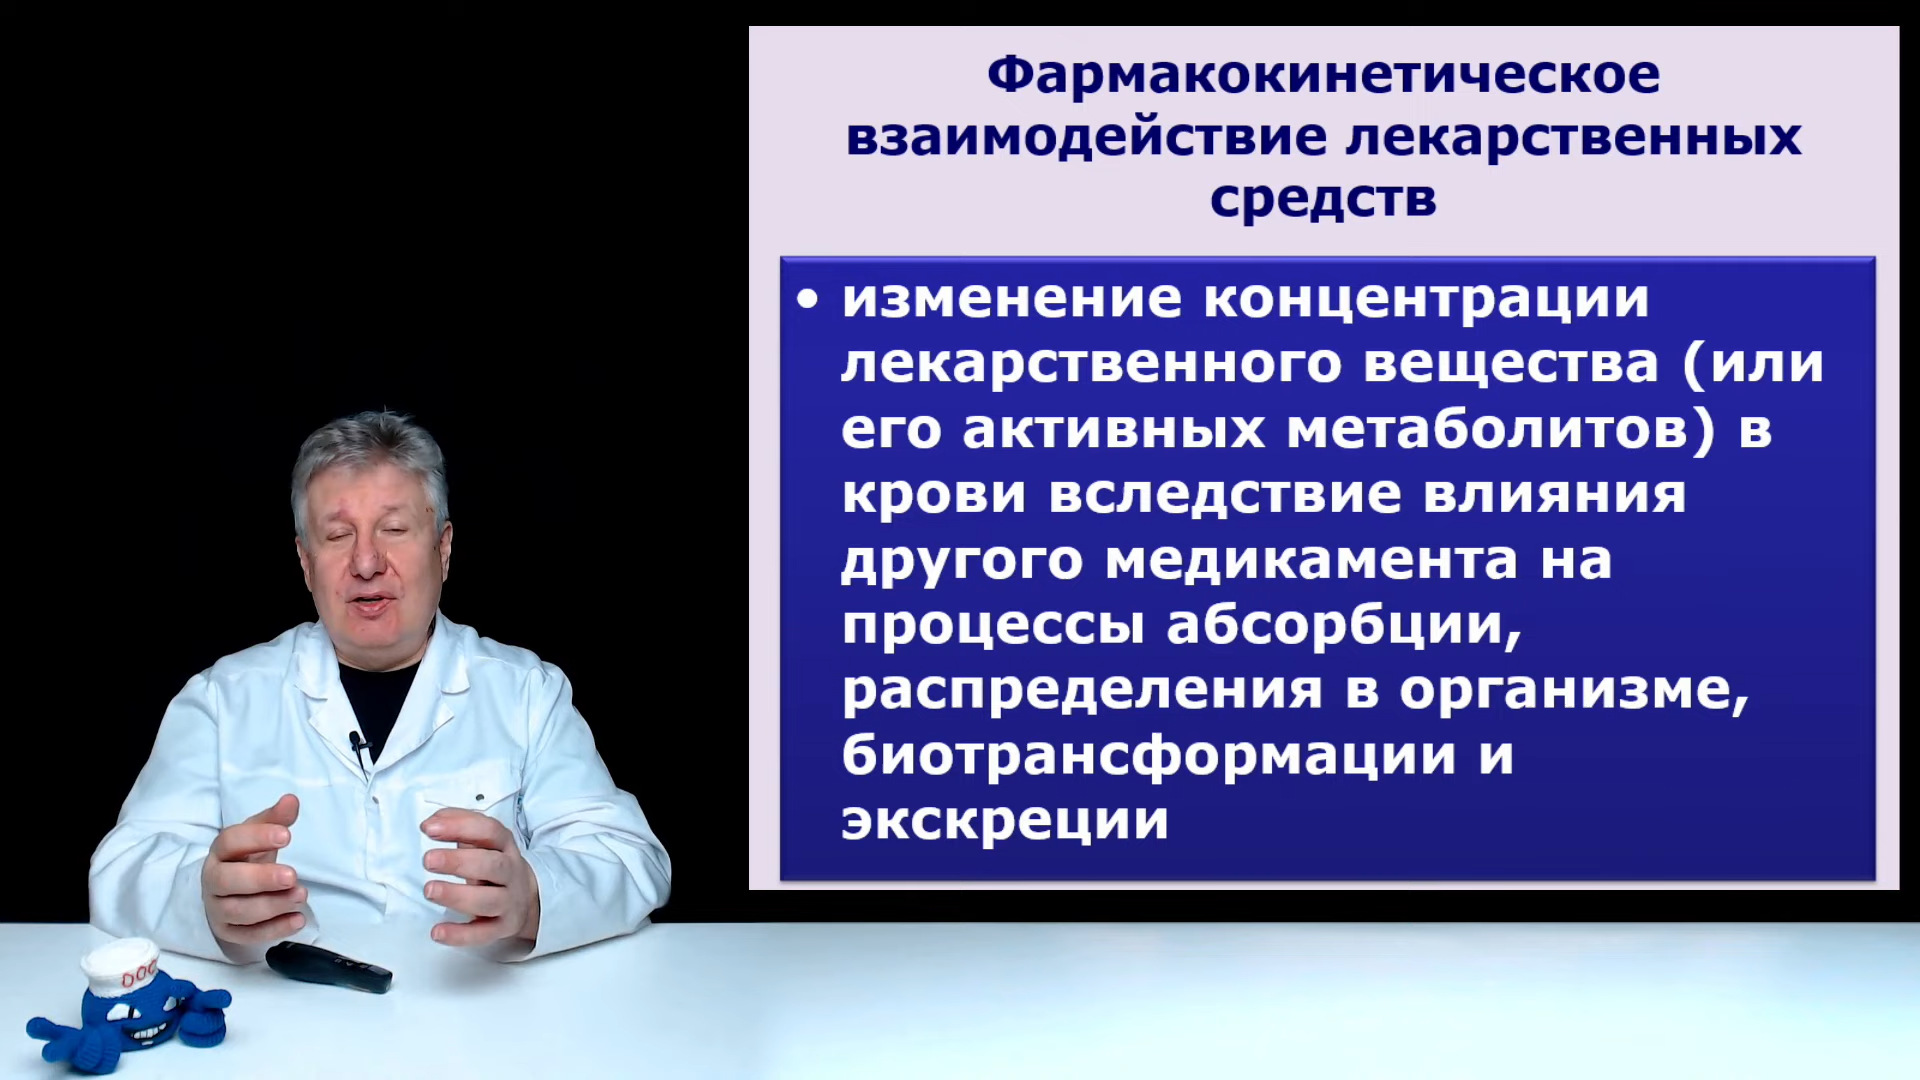 Фармакокинетическое
взаимодействие лекарственных
средств
• изменение концентрации
лекарственного вещества (или
его активных метаболитов) в
крови вследствие влияния
другого медикамента на
процессы абсорбции,
распределения в организме,
биотрансформации и
экскреции
DOC